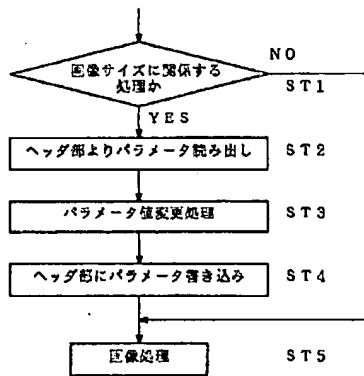 画像サイズに関係する
処理か
NO
ST1
YES
ヘッダ部よりパラメータ読み出し
ST2
パラメータ値変更処理
ST3
ヘッダ部にパラメータ書き込み
ST4
画像処理
ST5